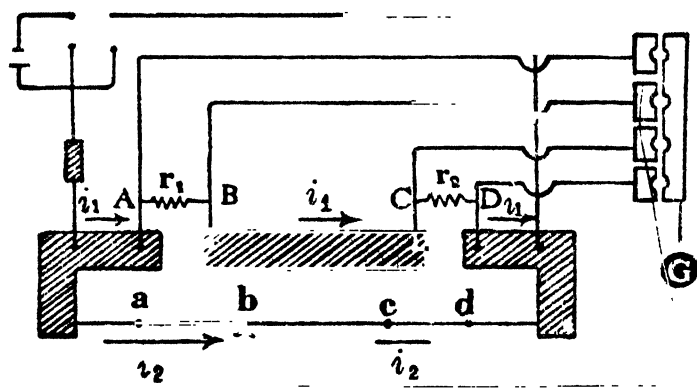 r₁
r₂
i₁ A B i₁ C D i₁
G
a b c d
i₂ i₂